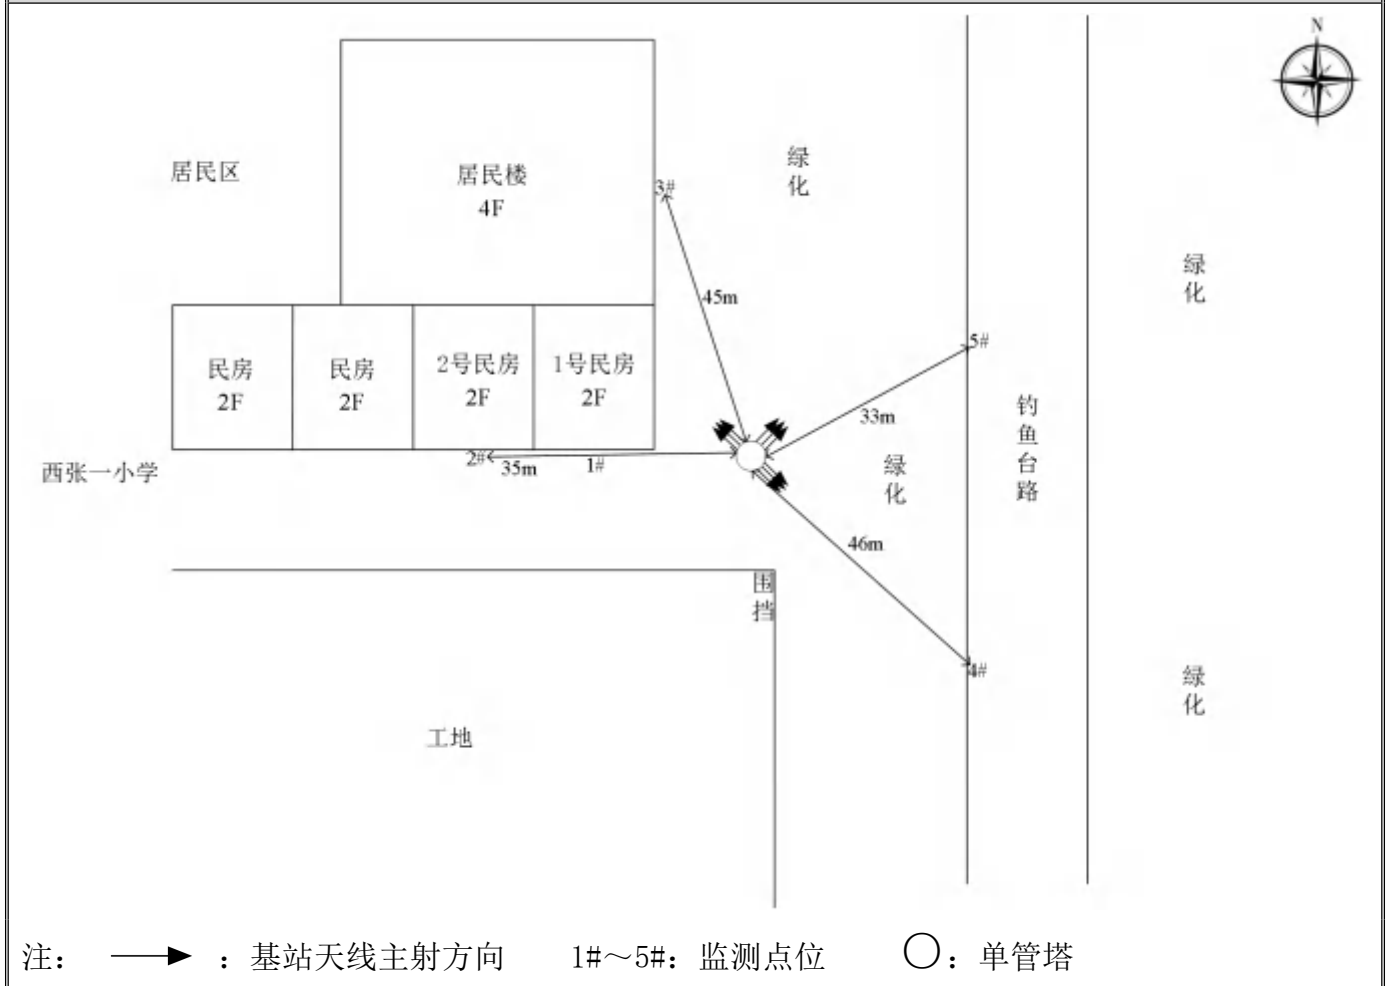 N
绿化
居民区
居民楼
4F
3#
绿化
45m
5#
民房
2F
民房
2F
2号民房
2F
1号民房
2F
33m
钓鱼台路
西张一小学
2#
35m
1#
绿化
46m
围挡
4#
绿化
工地
注： ：基站天线主射方向 1#～5#：监测点位 ：单管塔